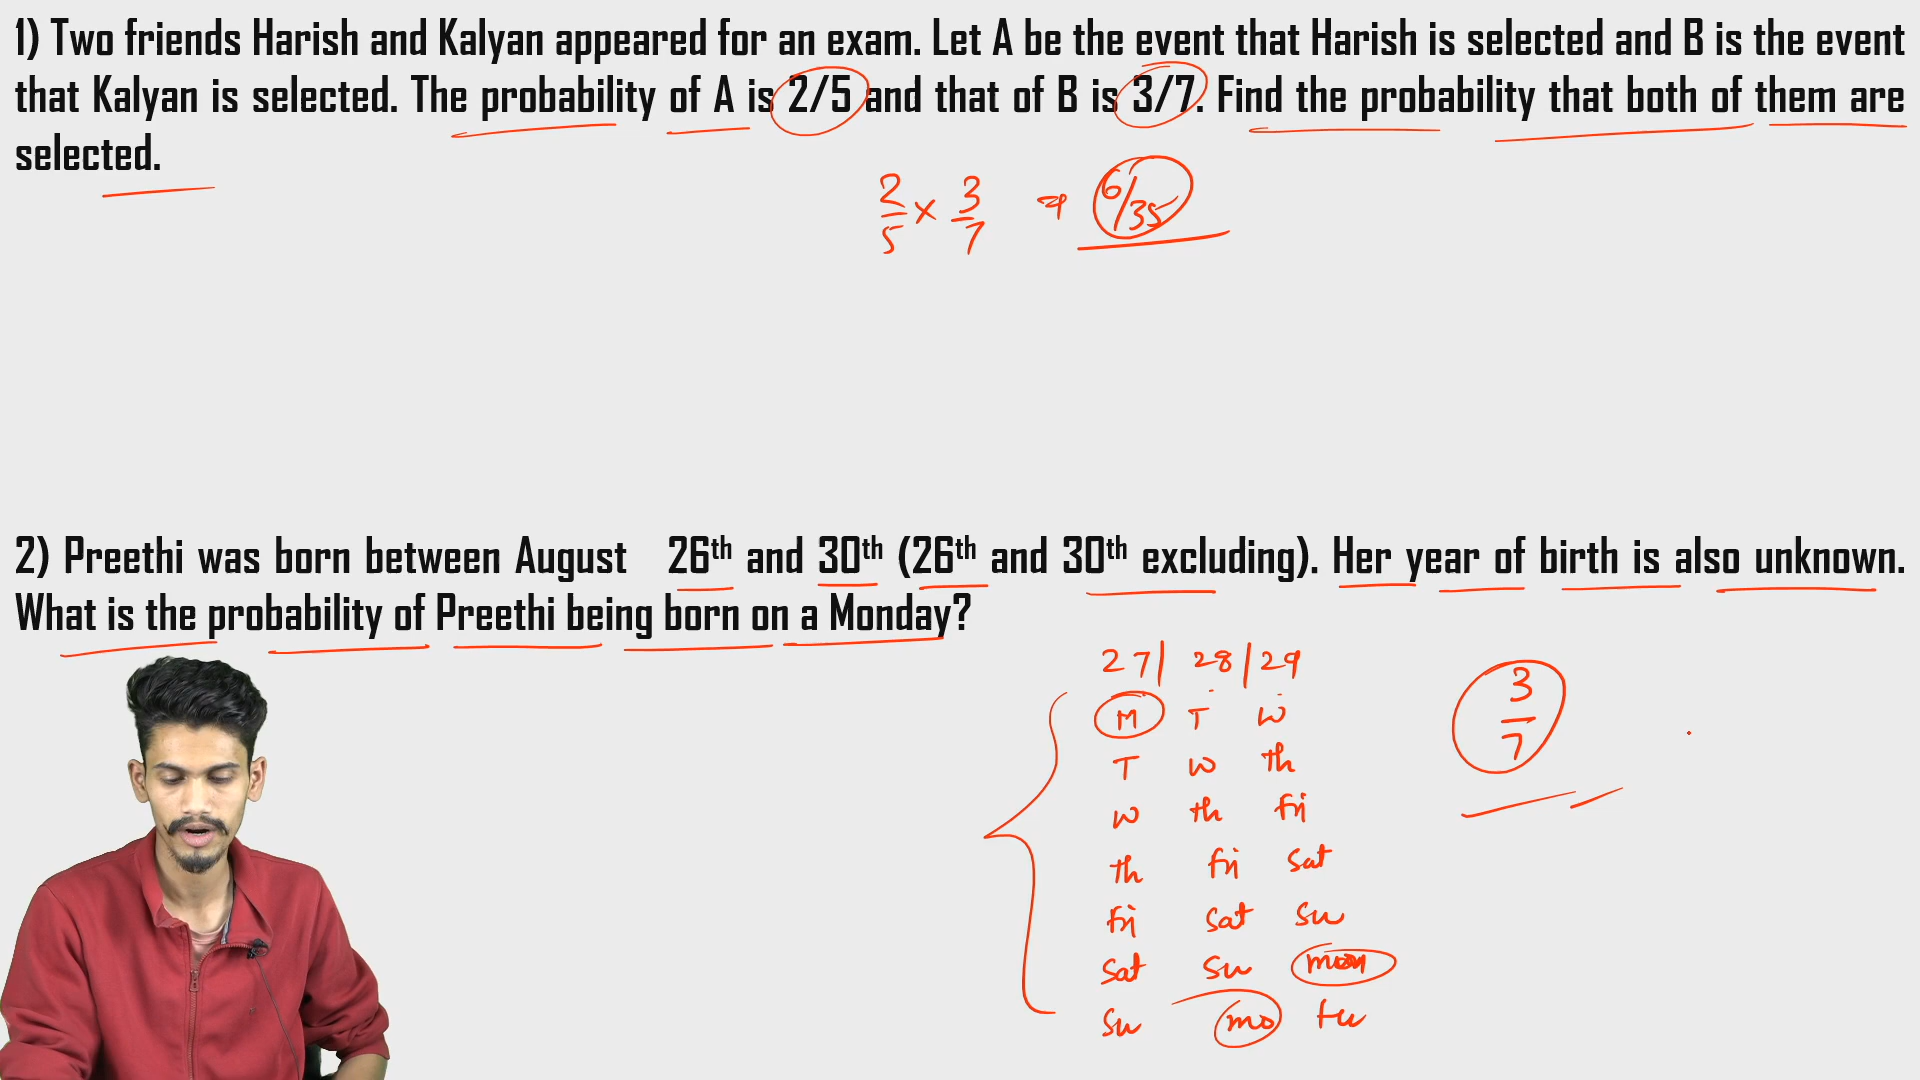 1) Two friends Harish and Kalyan appeared for an exam. Let A be the event that Harish is selected and B is the event
that Kalyan is selected. The probability of A is 2/5 and that of B is 3/7. Find the probability that both of them are
selected.
2/5 × 3/7 ⇒ 6/35
2) Preethi was born between August 26th and 30th (26th and 30th excluding). Her year of birth is also unknown.
What is the probability of Preethi being born on a Monday?
27| 28 |29
M T W
3/7
T W th
W th fri
th fri Sat
fri Sat Su
Sat Su mon
Su mo tu